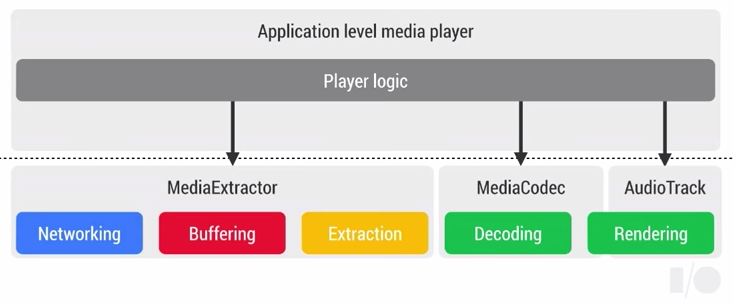 Application level media player
Player logic
MediaExtractor
MediaCodec
AudioTrack
Networking
Buffering
Extraction
Decoding
Rendering
I/O